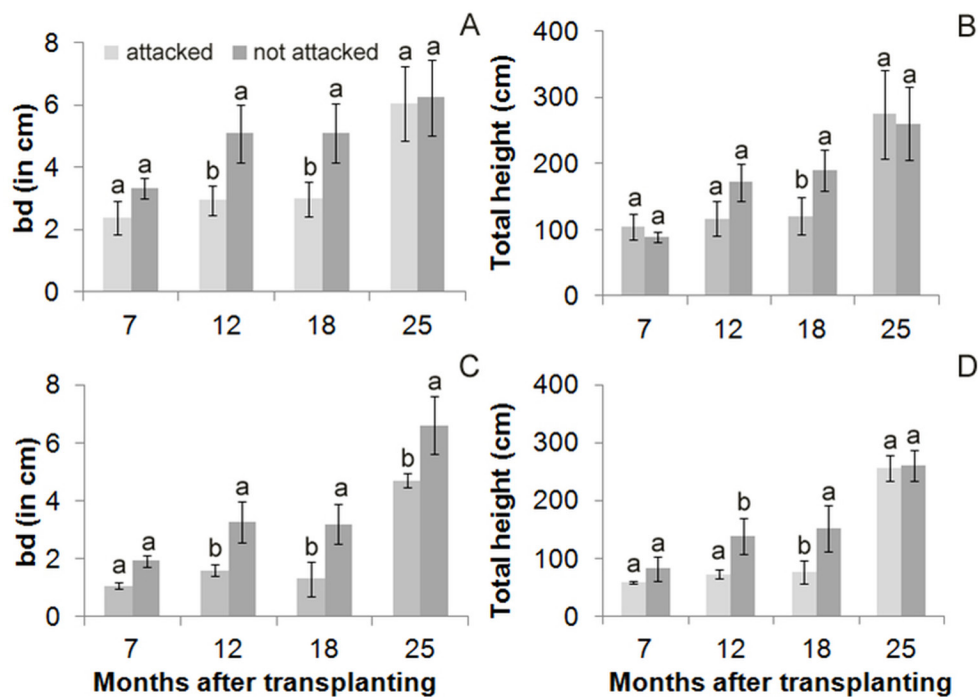 A
8
attacked not attacked
a a
a
a
6
a
a
4
b
b
a
2
0
7 12 18 25
bd (in cm)
B
400
a
a
300
a
a
200
a
b
a
a
100
0
7 12 18 25
Total height (cm)
C
8
a
6
b
a
a
4
a
b
b
a
2
0
7 12 18 25
bd (in cm)
Months after transplanting
D
400
a a
300
a
b
200
a
b
a
a
100
0
7 12 18 25
Total height (cm)
Months after transplanting